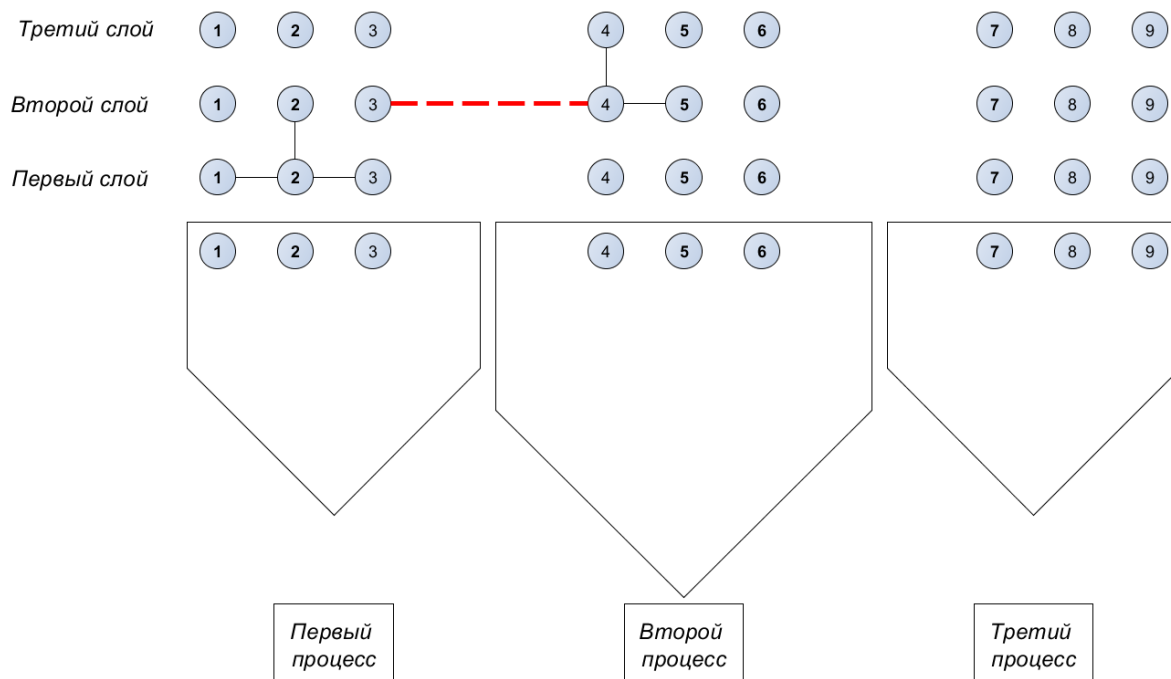 Третий слой 1 2 3 4 5 6 7 8 9
Второй слой 1 2 3 4 5 6 7 8 9
Первый слой 1 2 3 4 5 6 7 8 9
1 2 3 4 5 6 7 8 9
Первый
процесс
Второй
процесс
Третий
процесс